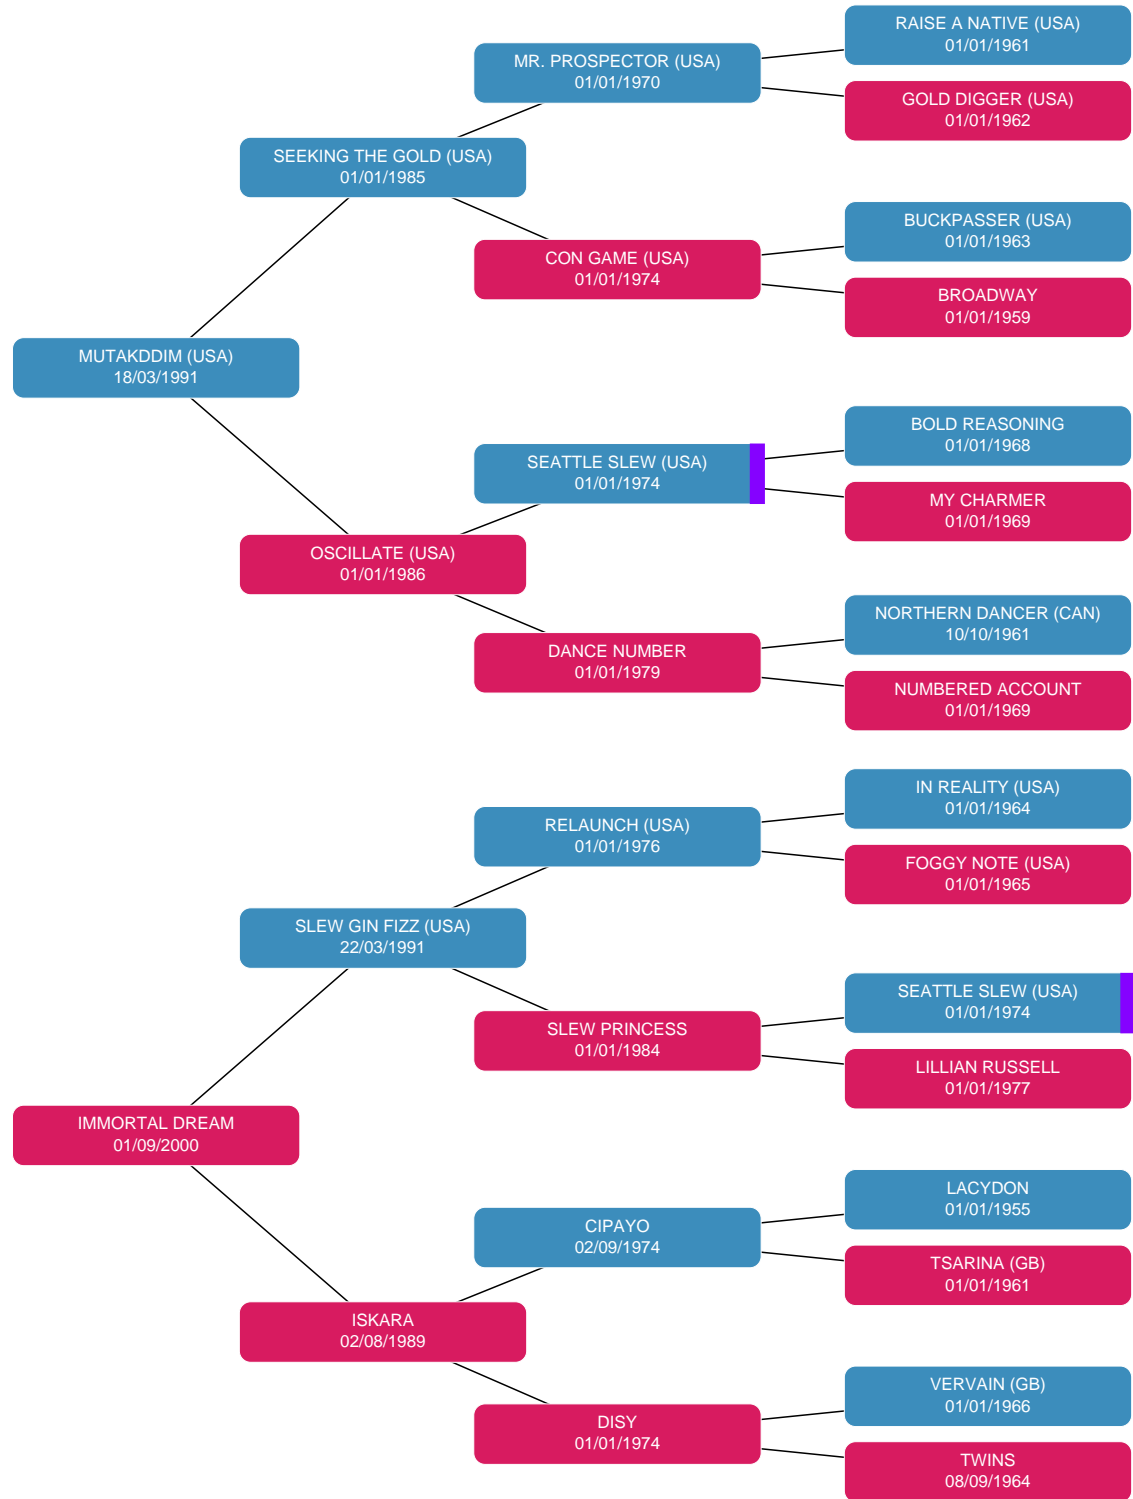 RAISE A NATIVE (USA)
01/01/1961
MR. PROSPECTOR (USA)
01/01/1970
GOLD DIGGER (USA)
01/01/1962
SEEKING THE GOLD (USA)
01/01/1985
BUCKPASSER (USA)
01/01/1963
CON GAME (USA)
01/01/1974
BROADWAY
01/01/1959
MUTAKDDIM (USA)
18/03/1991
BOLD REASONING
01/01/1968
SEATTLE SLEW (USA)
01/01/1974
MY CHARMER
01/01/1969
OSCILLATE (USA)
01/01/1986
NORTHERN DANCER (CAN)
10/10/1961
DANCE NUMBER
01/01/1979
NUMBERED ACCOUNT
01/01/1969
IN REALITY (USA)
01/01/1964
RELAUNCH (USA)
01/01/1976
FOGGY NOTE (USA)
01/01/1965
SLEW GIN FIZZ (USA)
22/03/1991
SEATTLE SLEW (USA)
01/01/1974
SLEW PRINCESS
01/01/1984
LILLIAN RUSSELL
01/01/1977
IMMORTAL DREAM
01/09/2000
LACYDON
01/01/1955
CIPAYO
02/09/1974
TSARINA (GB)
01/01/1961
ISKARA
02/08/1989
VERVAIN (GB)
01/01/1966
DISY
01/01/1974
TWINS
08/09/1964